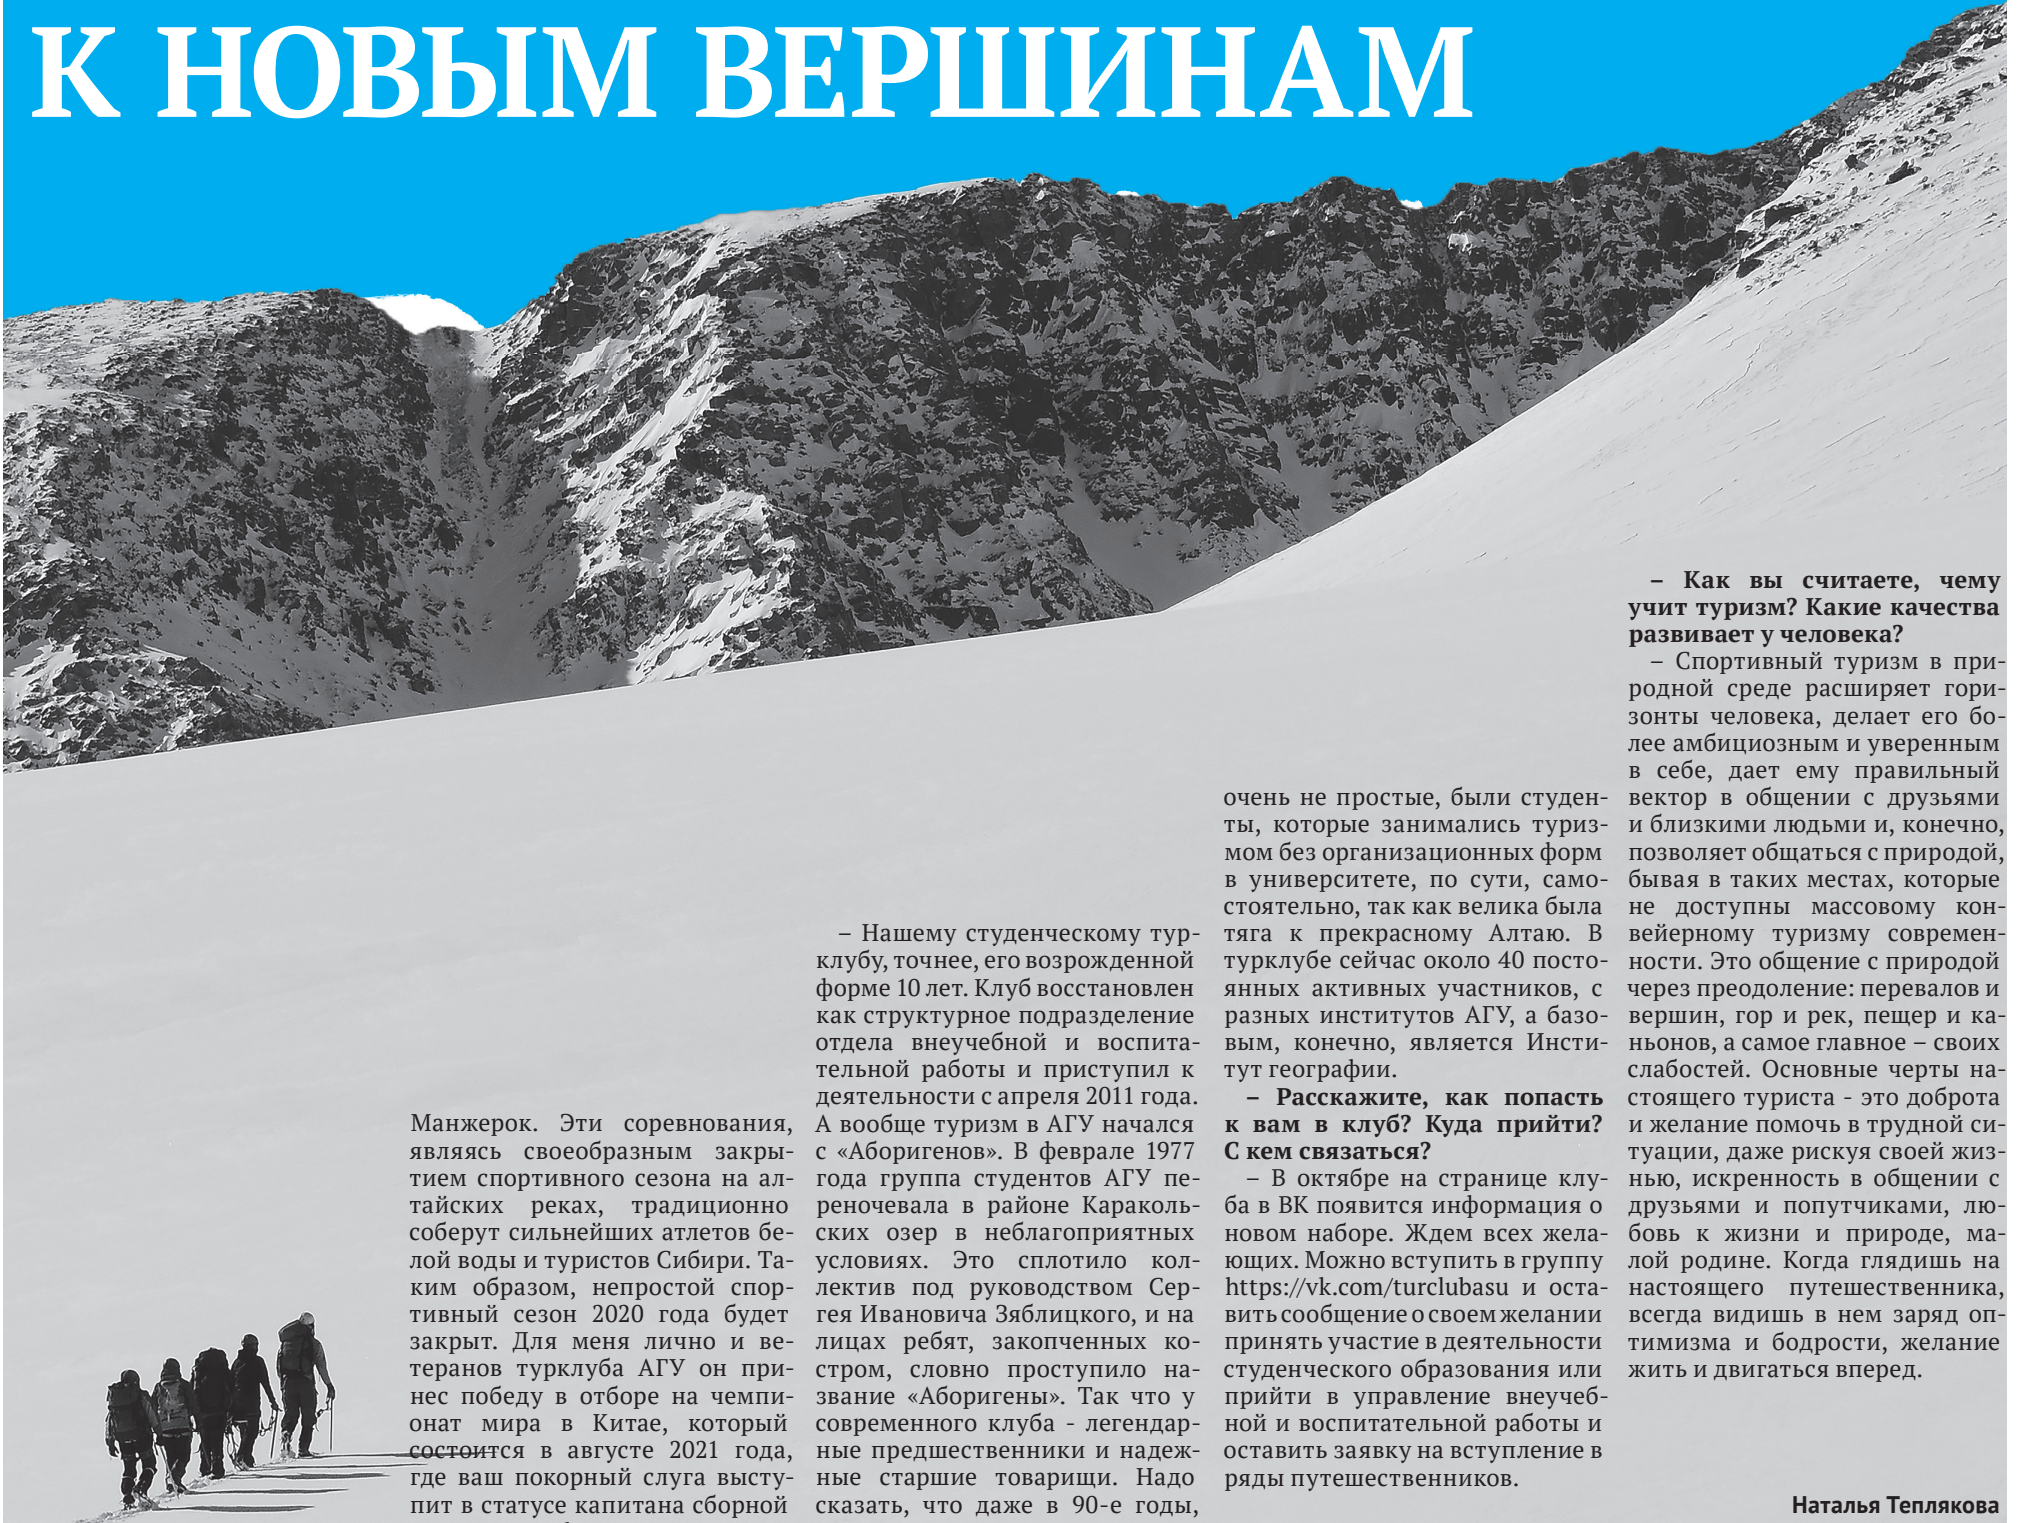 К НОВЫМ ВЕРШИНАМ
Манжерок. Эти соревнования,
являясь своеобразным закры-
тием спортивного сезона на ал-
тайских реках, традиционно
соберут сильнейших атлетов бе-
лой воды и туристов Сибири. Та-
ким образом, непростой спор-
тивный сезон 2020 года будет
закрыт. Для меня лично и ве-
теранов турклуба АГУ он при-
нес победу в отборе на чемпи-
онат мира в Китае, который
состоится в августе 2021 года,
где ваш покорный слуга высту-
пит в статусе капитана сборной
– Нашему студенческому тур-
клубу, точнее, его возрожденной
форме 10 лет. Клуб восстановлен
как структурное подразделение
отдела внеучебной и воспита-
тельной работы и приступил к
деятельности с апреля 2011 года.
А вообще туризм в АГУ начался
с «Аборигенов». В феврале 1977
года группа студентов АГУ пе-
реночевала в районе Караколь-
ских озер в неблагоприятных
условиях. Это сплотило кол-
лектив под руководством Сер-
гея Ивановича Зяблицкого, и на
лицах ребят, закопченных ко-
стром, словно проступило на-
звание «Аборигены». Так что у
современного клуба - легендар-
ные предшественники и надеж-
ные старшие товарищи. Надо
сказать, что даже в 90-е годы,
очень не простые, были студен-
ты, которые занимались туриз-
мом без организационных форм
в университете, по сути, само-
стоятельно, так как велика была
тяга к прекрасному Алтаю. В
турклубе сейчас около 40 посто-
янных активных участников, с
разных институтов АГУ, а базо-
вым, конечно, является Инсти-
тут географии.
– Расскажите, как попасть
к вам в клуб? Куда прийти?
С кем связаться?
– В октябре на странице клу-
ба в ВК появится информация о
новом наборе. Ждем всех жела-
ющих. Можно вступить в группу
https://vk.com/turclubasu и оста-
вить сообщение о своем желании
принять участие в деятельности
студенческого образования или
прийти в управление внеучеб-
ной и воспитательной работы и
оставить заявку на вступление в
ряды путешественников.
– Как вы считаете, чему
учит туризм? Какие качества
развивает у человека?
– Спортивный туризм в при-
родной среде расширяет гори-
зонты человека, делает его бо-
лее амбициозным и уверенным
в себе, дает ему правильный
вектор в общении с друзьями
и близкими людьми и, конечно,
позволяет общаться с природой,
бывая в таких местах, которые
не доступны массовому кон-
вейерному туризму современ-
ности. Это общение с природой
через преодоление: перевалов и
вершин, гор и рек, пещер и ка-
ньонов, а самое главное – своих
слабостей. Основные черты на-
стоящего туриста - это доброта
и желание помочь в трудной си-
туации, даже рискуя своей жиз-
нью, искренность в общении с
друзьями и попутчиками, лю-
бовь к жизни и природе, ма-
лой родине. Когда глядишь на
настоящего путешественника,
всегда видишь в нем заряд оп-
тимизма и бодрости, желание
жить и двигаться вперед.
Наталья Теплякова